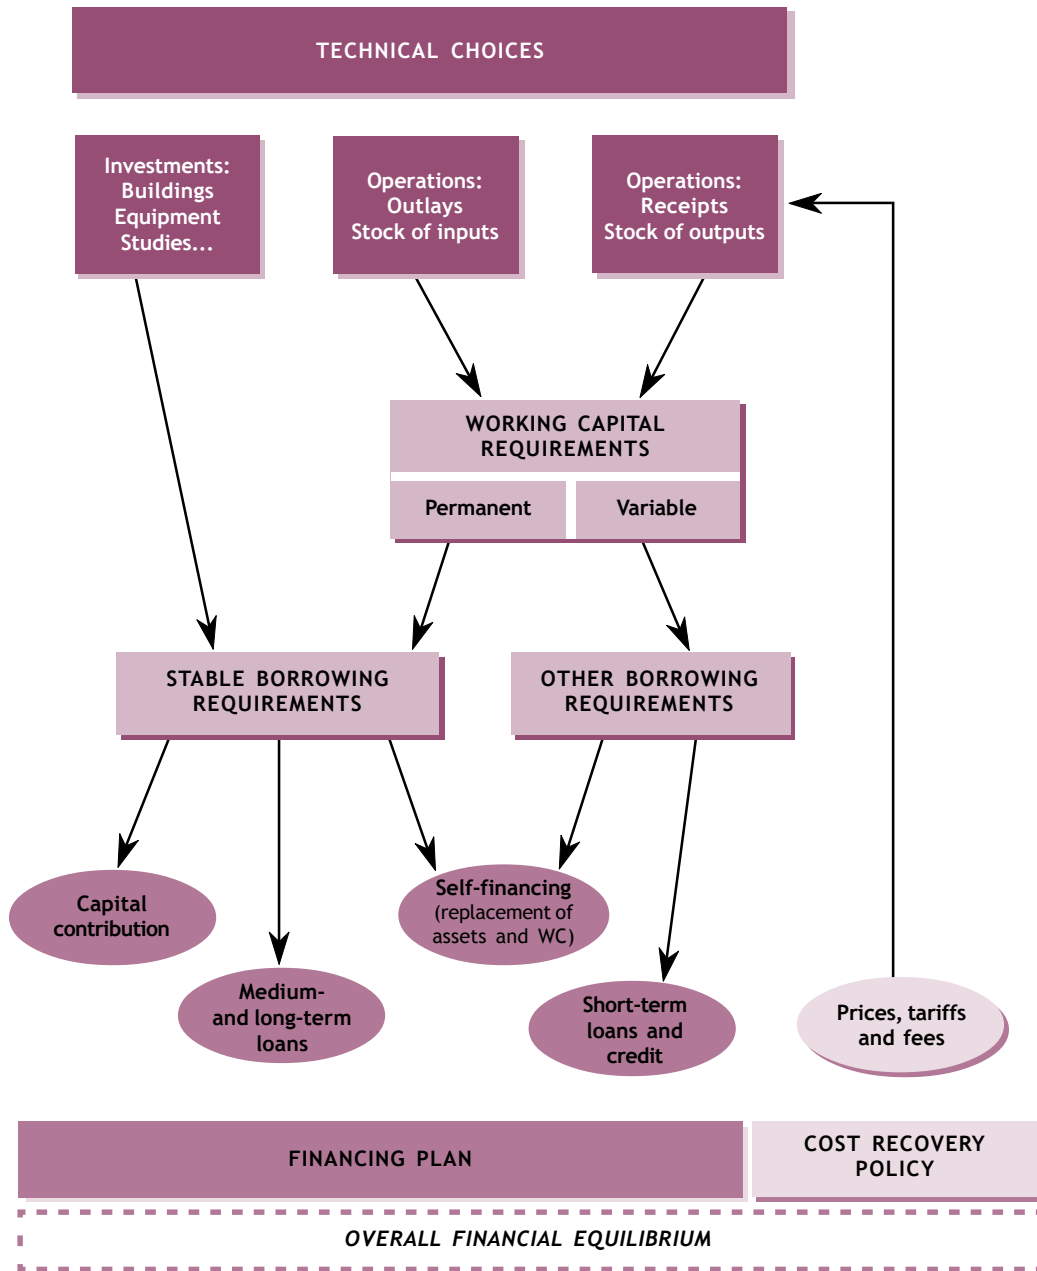 TECHNICAL CHOICES
Investments:
Buildings
Equipment
Studies...
Operations:
Outlays
Stock of inputs
Operations:
Receipts
Stock of outputs
WORKING CAPITAL
REQUIREMENTS
Permanent
Variable
STABLE BORROWING
REQUIREMENTS
OTHER BORROWING
REQUIREMENTS
Capital
contribution
Medium-
and long-term
loans
Self-financing
(replacement of
assets and WC)
Short-term
loans and
credit
Prices, tariffs
and fees
FINANCING PLAN
COST RECOVERY
POLICY
OVERALL FINANCIAL EQUILIBRIUM